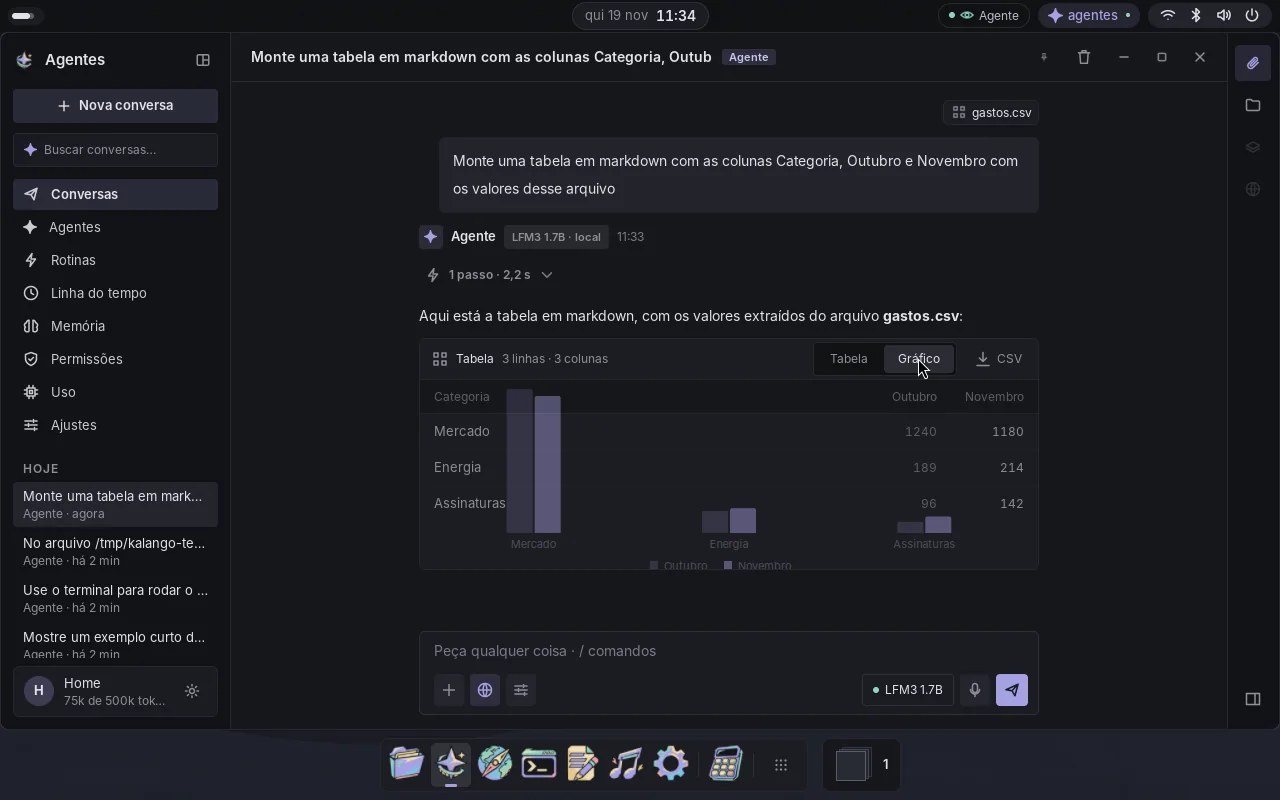 qui 19 nov 11:34
Agente
agentes
Agentes
Nova conversa
Buscar conversas...
Conversas
Agentes
Rotinas
Linha do tempo
Memória
Permissões
Uso
Ajustes
HOJE
Monte uma tabela em mark...
Agente · agora
No arquivo /tmp/kalango-te...
Agente · há 2 min
Use o terminal para rodar o ...
Agente · há 2 min
Mostre um exemplo curto d...
Agente · há 2 min
H
Home
75k de 500k tok...
Monte uma tabela em markdown com as colunas Categoria, Outub
Agente
gastos.csv
Monte uma tabela em markdown com as colunas Categoria, Outubro e Novembro com
os valores desse arquivo
Agente LFM3 1.7B · local 11:33
1 passo · 2,2 s
Aqui está a tabela em markdown, com os valores extraídos do arquivo gastos.csv:
Tabela 3 linhas · 3 colunas
Tabela
Gráfico
CSV
Categoria Outubro Novembro
Mercado 1240 1180
Energia 189 214
Assinaturas 96 142
Mercado Energia Assinaturas
Outubro Novembro
Peça qualquer coisa · / comandos
LFM3 1.7B
1